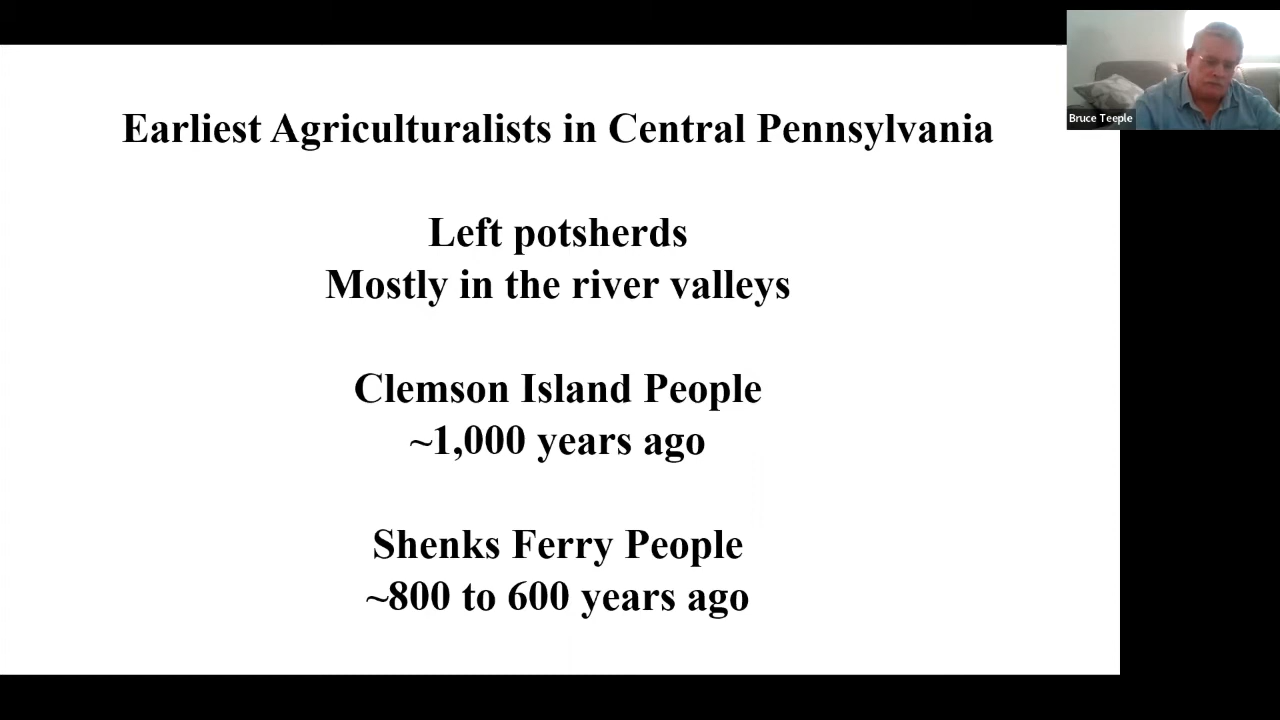 Earliest Agriculturalists in Central Pennsylvania
Left potsherds
Mostly in the river valleys
Clemson Island People
~1,000 years ago
Shenks Ferry People
~800 to 600 years ago
Bruce Teeple